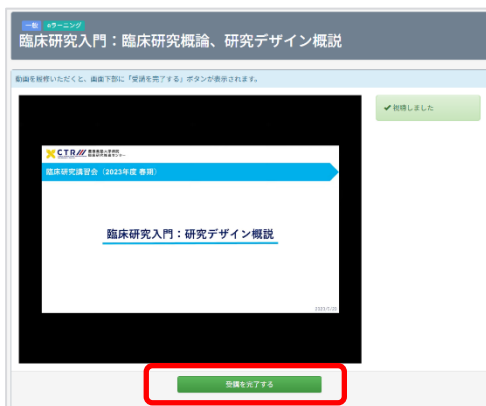 一般 eラーニング
臨床研究入門：臨床研究概論、研究デザイン概説
動画を視聴いただくと、画面下部に「受講を完了する」ボタンが表示されます。
✔視聴しました
CTR
臨床研究講習会（2023年度 春期）
臨床研究入門：研究デザイン概説
受講を完了する